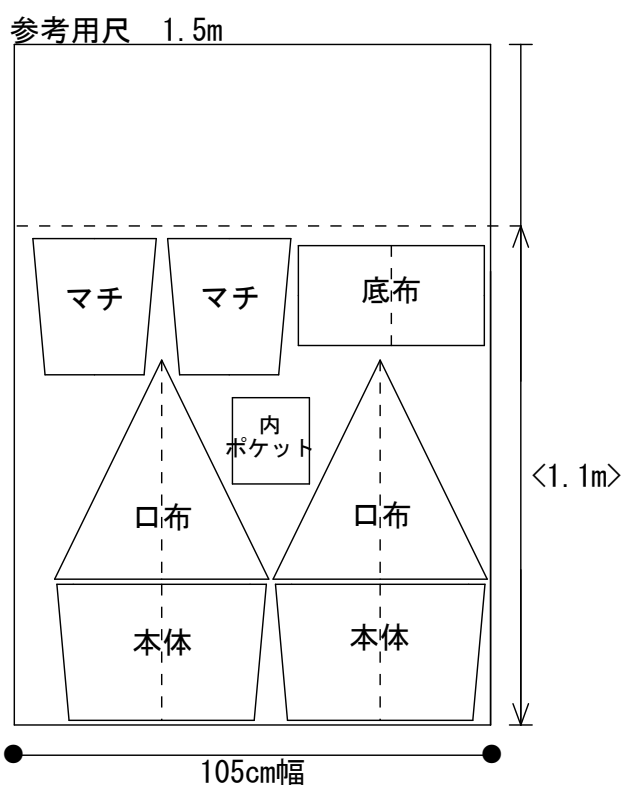 参考用尺 1.5m
マチ
マチ
底布
内
ポケット
<1.1m>
口布
口布
本体
本体
105cm幅